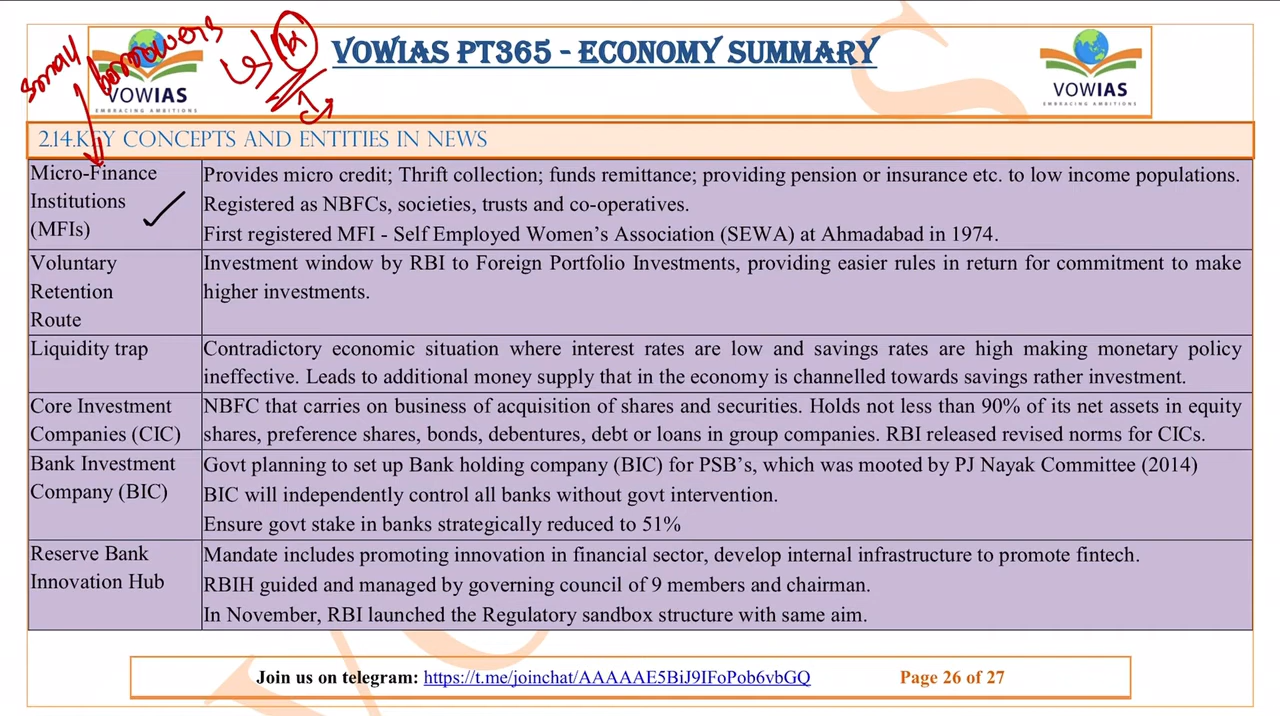 small borrowers
VOWIAS
EMBRACING AMBITIONS
VOWIAS PT365 - ECONOMY SUMMARY
VOWIAS
EMBRACING AMBITIONS
2.14.KEY CONCEPTS AND ENTITIES IN NEWS
Micro-Finance
Institutions
(MFIs)
Provides micro credit; Thrift collection; funds remittance; providing pension or insurance etc. to low income populations.
Registered as NBFCs, societies, trusts and co-operatives.
First registered MFI - Self Employed Women's Association (SEWA) at Ahmadabad in 1974.
Voluntary
Retention
Route
Investment window by RBI to Foreign Portfolio Investments, providing easier rules in return for commitment to make
higher investments.
Liquidity trap
Contradictory economic situation where interest rates are low and savings rates are high making monetary policy
ineffective. Leads to additional money supply that in the economy is channelled towards savings rather investment.
Core Investment
Companies (CIC)
NBFC that carries on business of acquisition of shares and securities. Holds not less than 90% of its net assets in equity
shares, preference shares, bonds, debentures, debt or loans in group companies. RBI released revised norms for CICs.
Bank Investment
Company (BIC)
Govt planning to set up Bank holding company (BIC) for PSB's, which was mooted by PJ Nayak Committee (2014)
BIC will independently control all banks without govt intervention.
Ensure govt stake in banks strategically reduced to 51%
Reserve Bank
Innovation Hub
Mandate includes promoting innovation in financial sector, develop internal infrastructure to promote fintech.
RBIH guided and managed by governing council of 9 members and chairman.
In November, RBI launched the Regulatory sandbox structure with same aim.
Join us on telegram: https://t.me/joinchat/AAAAAE5BiJ9IFoPob6vbGQ
Page 26 of 27